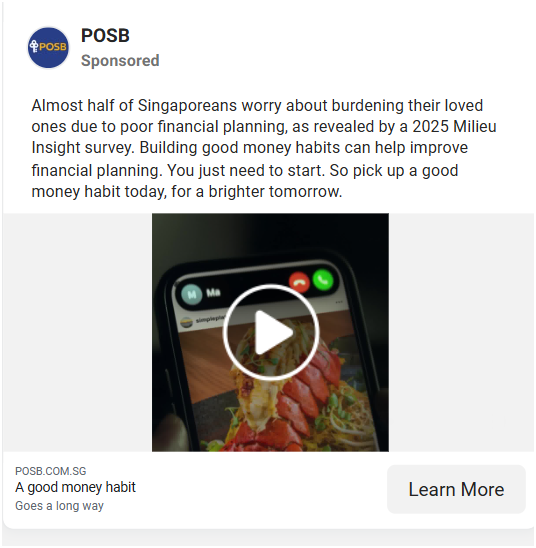 POSB
POSB
Sponsored
Almost half of Singaporeans worry about burdening their loved
ones due to poor financial planning, as revealed by a 2025 Milieu
Insight survey. Building good money habits can help improve
financial planning. You just need to start. So pick up a good
money habit today, for a brighter tomorrow.
M Ma
POSB.COM.SG
A good money habit
Goes a long way
Learn More